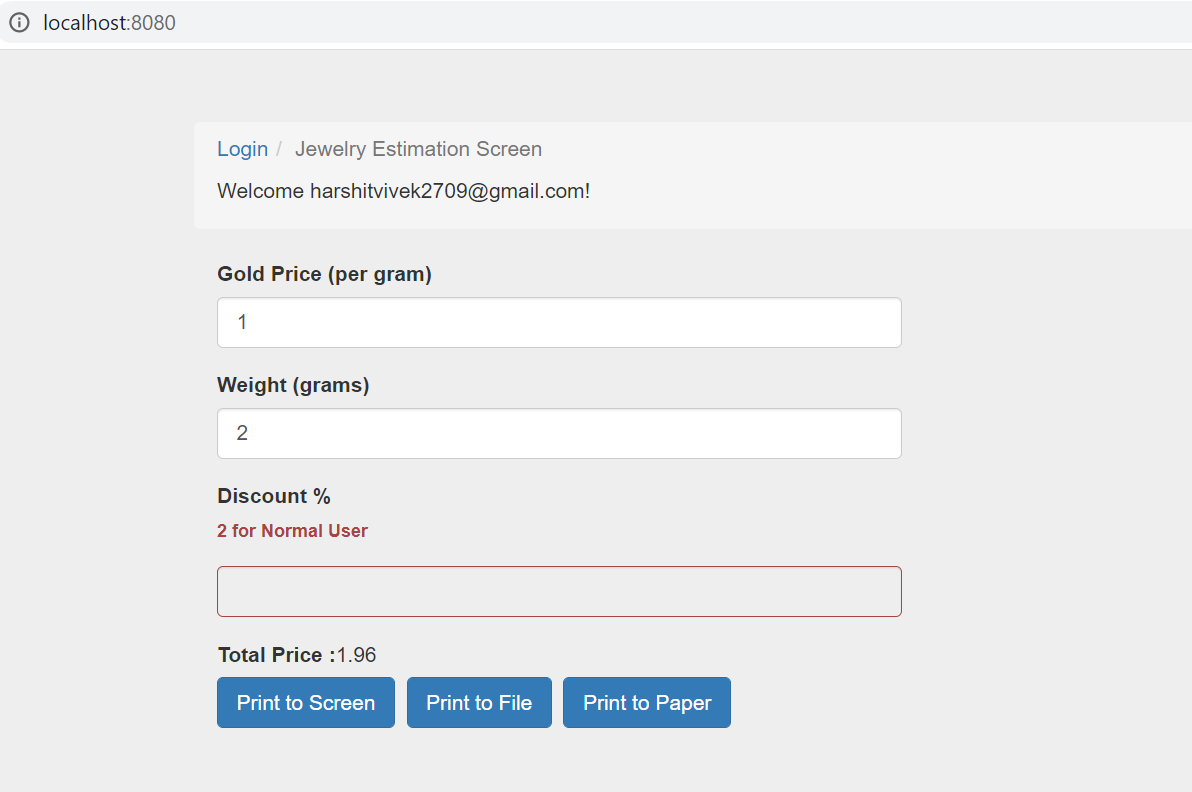 localhost:8080
Login / Jewelry Estimation Screen
Welcome harshitvivek2709@gmail.com!
Gold Price (per gram)
1
Weight (grams)
2
Discount %
2 for Normal User
Total Price :1.96
Print to Screen Print to File Print to Paper